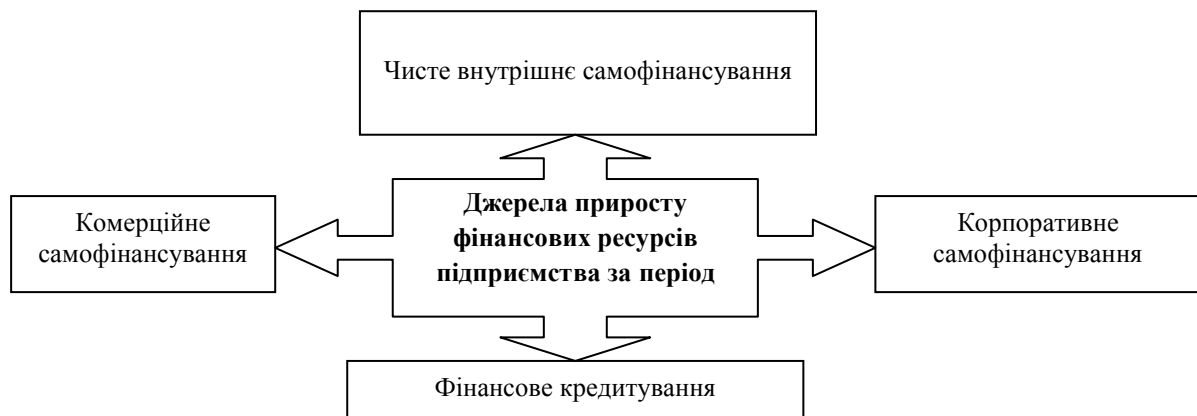 Чисте внутрішнє самофінансування
Комерційне
самофінансування
Джерела приросту
фінансових ресурсів
підприємства за період
Корпоративне
самофінансування
Фінансове кредитування